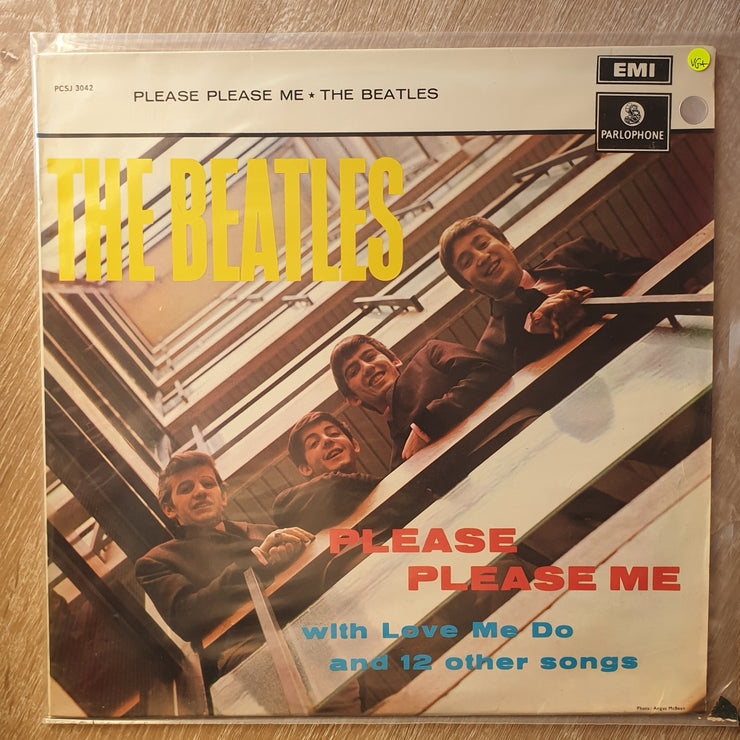 PCSJ 3042
PLEASE PLEASE ME ★ THE BEATLES
EMI
VG+
PARLOPHONE
THE BEATLES
PLEASE
PLEASE ME
with Love Me Do
and 12 other songs
Photo: Angus McBean